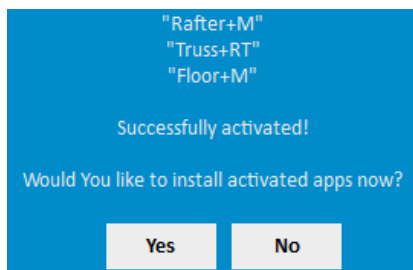 "Rafter+M"
"Truss+RT"
"Floor+M"
Successfully activated!
Would You like to install activated apps now?
Yes No